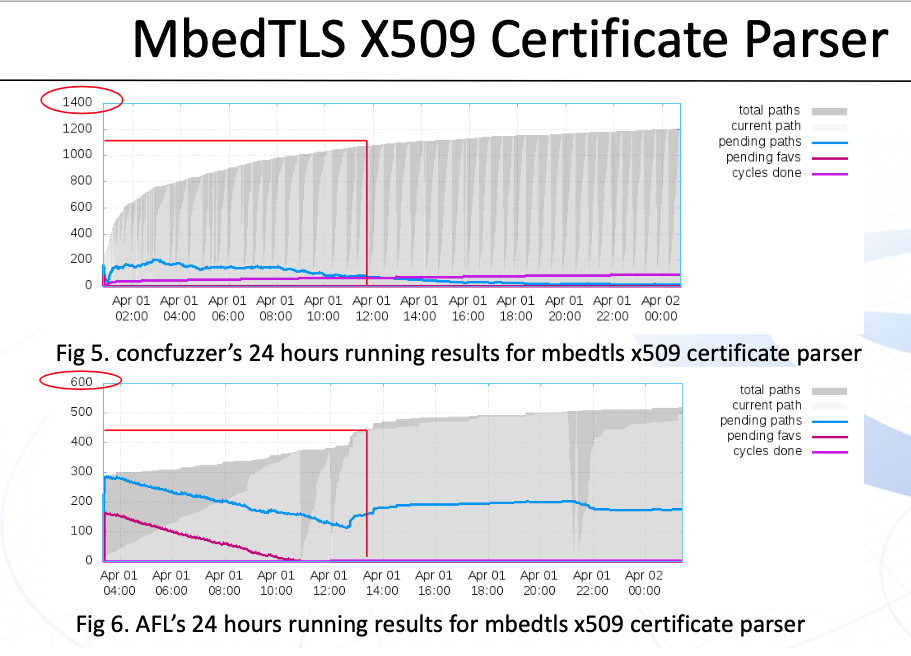 MbedTLS X509 Certificate Parser
1400
1200
1000
800
600
400
200
0
Apr 01 Apr 01 Apr 01 Apr 01 Apr 01 Apr 01 Apr 01 Apr 01 Apr 01 Apr 01 Apr 01 Apr 02
02:00 04:00 06:00 08:00 10:00 12:00 14:00 16:00 18:00 20:00 22:00 00:00
total paths
current path
pending paths
pending favs
cycles done
Fig 5. concfuzzer’s 24 hours running results for mbedtls x509 certificate parser
600
500
400
300
200
100
0
Apr 01 Apr 01 Apr 01 Apr 01 Apr 01 Apr 01 Apr 01 Apr 01 Apr 01 Apr 01 Apr 02
04:00 06:00 08:00 10:00 12:00 14:00 16:00 18:00 20:00 22:00 00:00
total paths
current path
pending paths
pending favs
cycles done
Fig 6. AFL’s 24 hours running results for mbedtls x509 certificate parser